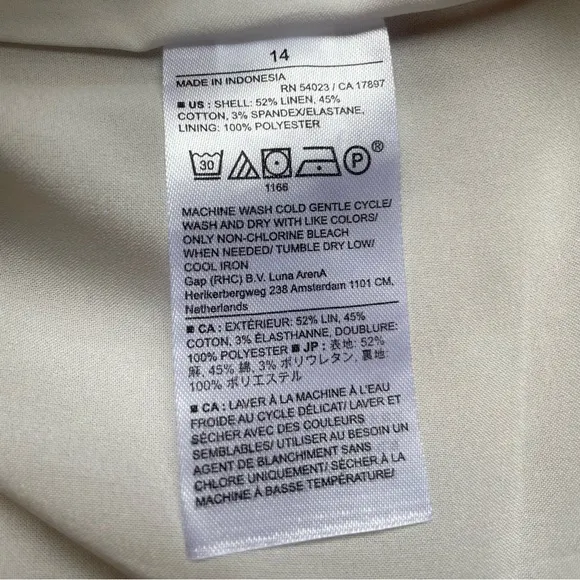 14
MADE IN INDONESIA
RN 54023 / CA 17897
■ US : SHELL: 52% LINEN, 45%
COTTON, 3% SPANDEX/ELASTANE,
LINING: 100% POLYESTER
30 P®
1166
MACHINE WASH COLD GENTLE CYCLE/
WASH AND DRY WITH LIKE COLORS/
ONLY NON-CHLORINE BLEACH
WHEN NEEDED/ TUMBLE DRY LOW/
COOL IRON
Gap (RHC) B.V. Luna ArenA
Herikerbergweg 238 Amsterdam 1101 CM,
Netherlands
■ CA : EXTÉRIEUR: 52% LIN, 45%
COTON, 3% ÉLASTHANNE, DOUBLURE:
100% POLYESTER ■ JP : 表地: 52%
麻, 45% 綿, 3% ポリウレタン, 裏地:
100% ポリエステル
■ CA : LAVER À LA MACHINE À L'EAU
FROIDE AU CYCLE DÉLICAT/ LAVER ET
SÉCHER AVEC DES COULEURS
SEMBLABLES/ UTILISER AU BESOIN UN
AGENT DE BLANCHIMENT SANS
CHLORE UNIQUEMENT/ SÉCHER À LA
MACHINE À BASSE TEMPÉRATURE/